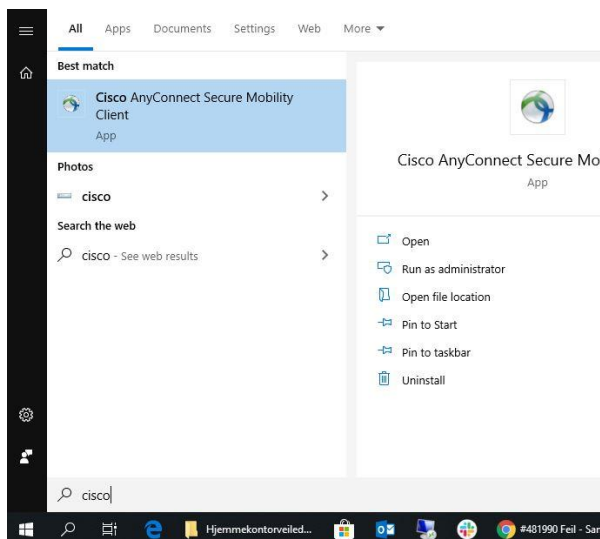 All Apps Documents Settings Web More
Best match
Cisco AnyConnect Secure Mobility
Client
App
Photos
cisco
Search the web
cisco - See web results
Cisco AnyConnect Secure Mo
App
Open
Run as administrator
Open file location
Pin to Start
Pin to taskbar
Uninstall
cisco
Hjemmekontorveiled... #481990 Feil - Sar